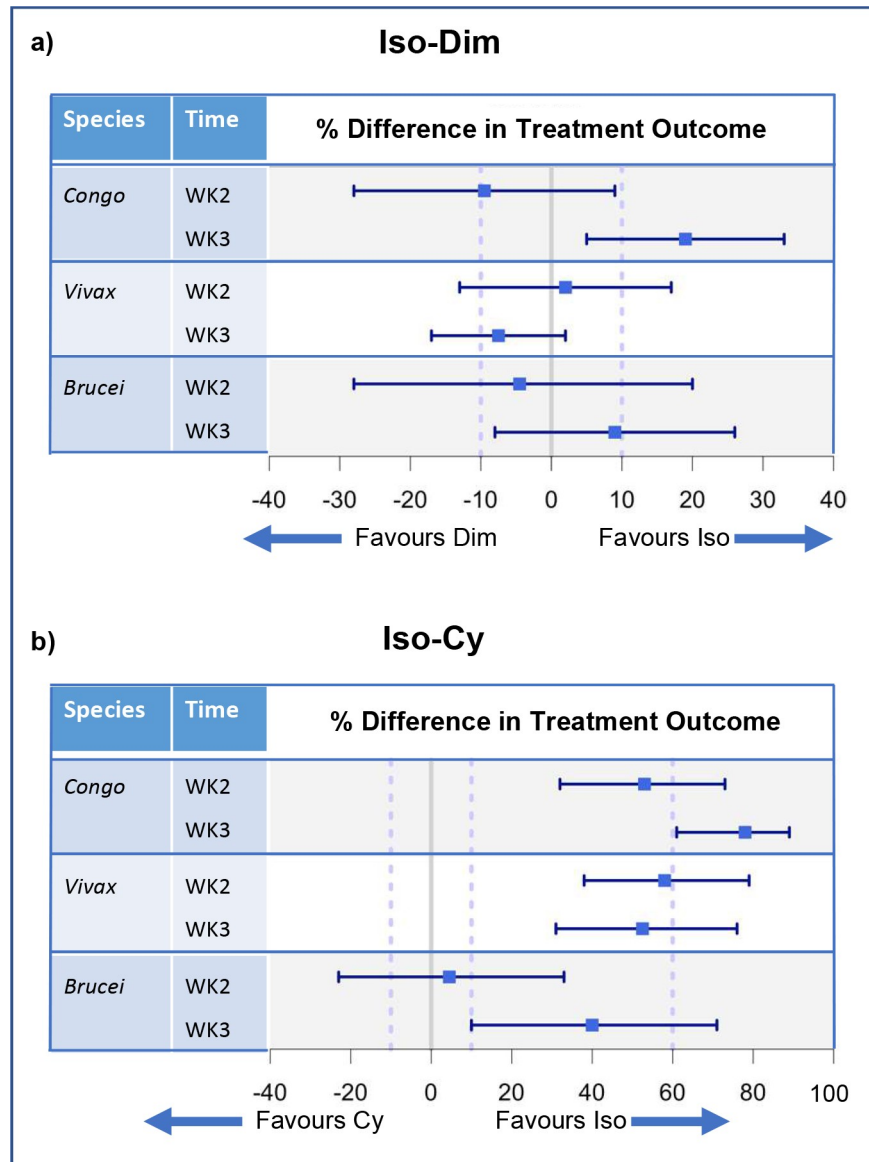 a)
Iso-Dim
Species Time % Difference in Treatment Outcome
Congo WK2
WK3
Vivax WK2
WK3
Brucei WK2
WK3
-40 -30 -20 -10 0 10 20 30 40
Favours Dim Favours Iso
b)
Iso-Cy
Species Time % Difference in Treatment Outcome
Congo WK2
WK3
Vivax WK2
WK3
Brucei WK2
WK3
-40 -20 0 20 40 60 80 100
Favours Cy Favours Iso